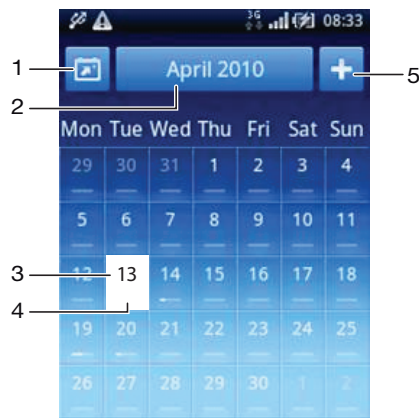 3G 08:33
1 April 2010 5
2
Mon Tue Wed Thu Fri Sat Sun
29 30 31 1 2 3 4
5 6 7 8 9 10 11
3 12 13 14 15 16 17 18
4
19 20 21 22 23 24 25
26 27 28 29 30 1 2